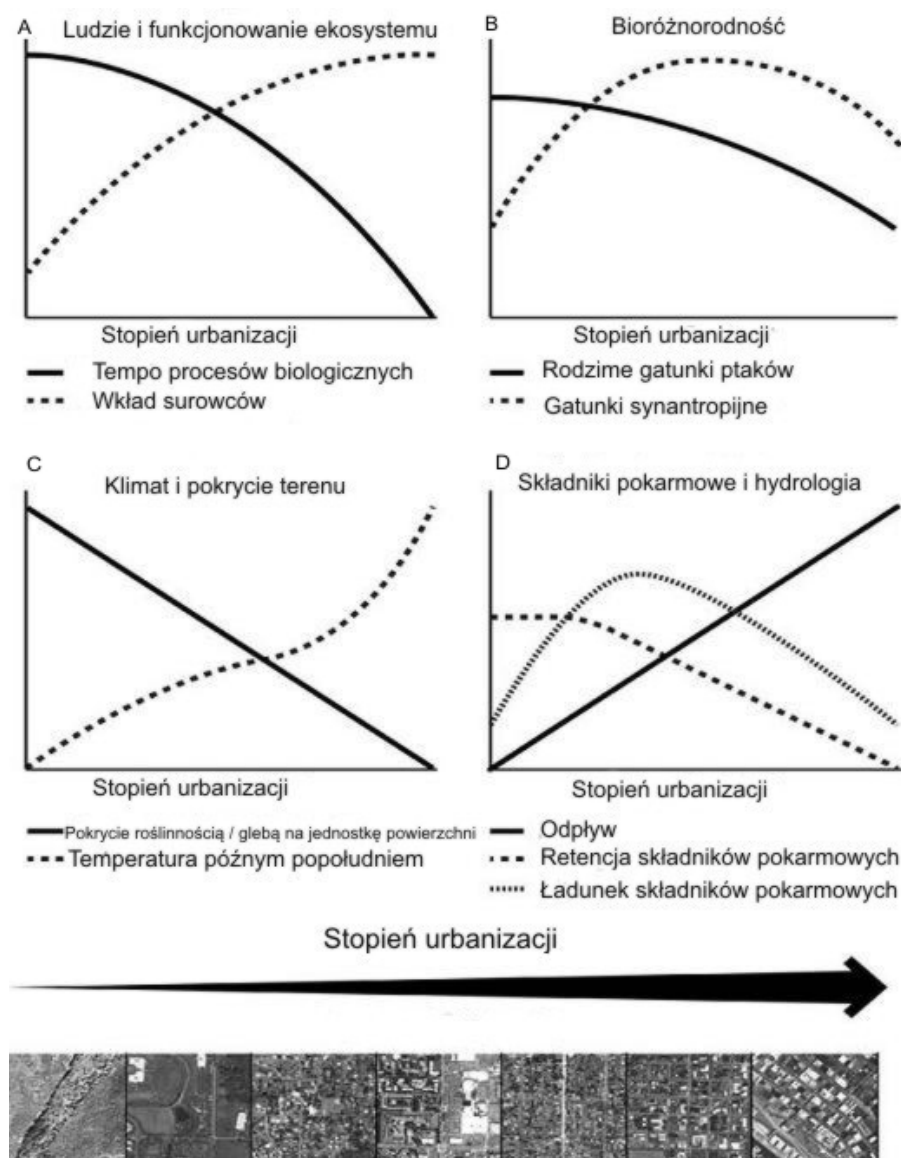 A
Ludzie i funkcjonowanie ekosystemu
Stopień urbanizacji
Tempo procesów biologicznych
Wkład surowców
B
Bioróżnorodność
Stopień urbanizacji
Rodzime gatunki ptaków
Gatunki synantropijne
C
Klimat i pokrycie terenu
Stopień urbanizacji
Pokrycie roślinnością / glebą na jednostkę powierzchni
Temperatura późnym popołudniem
D
Składniki pokarmowe i hydrologia
Stopień urbanizacji
Odpływ
Retencja składników pokarmowych
Ładunek składników pokarmowych
Stopień urbanizacji